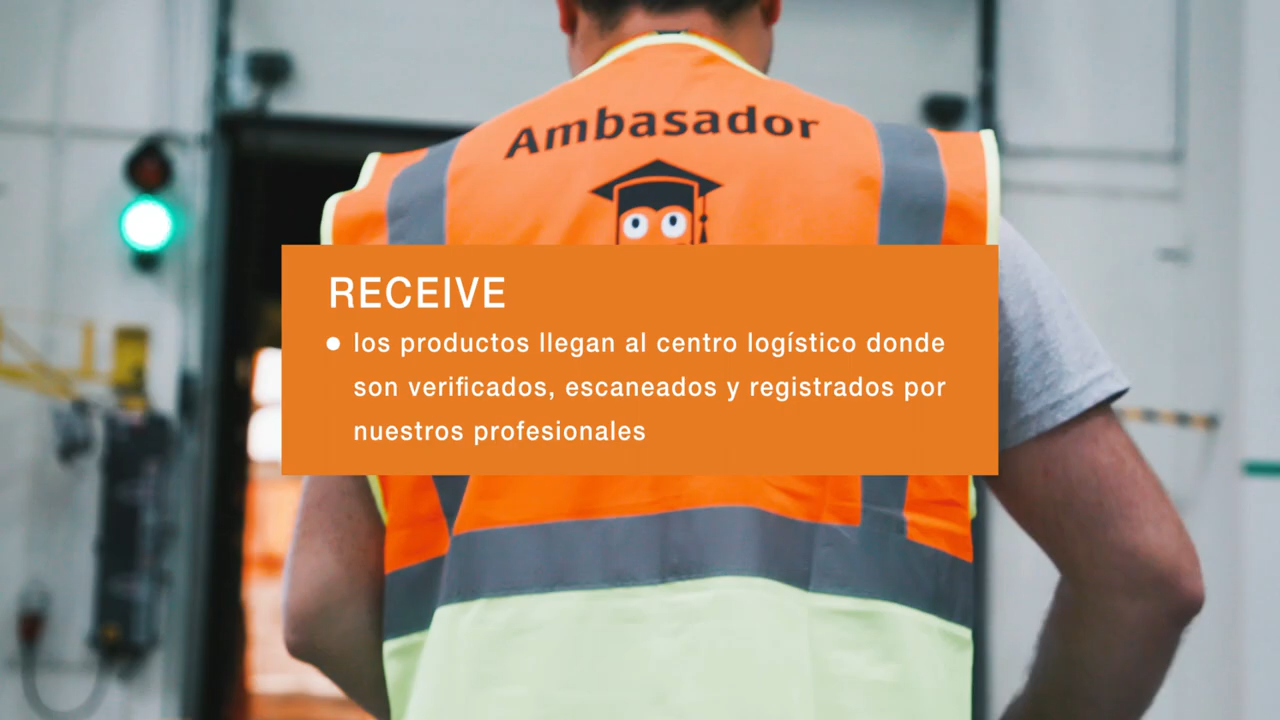 Ambasador
RECEIVE
los productos llegan al centro logístico donde
son verificados, escaneados y registrados por
nuestros profesionales